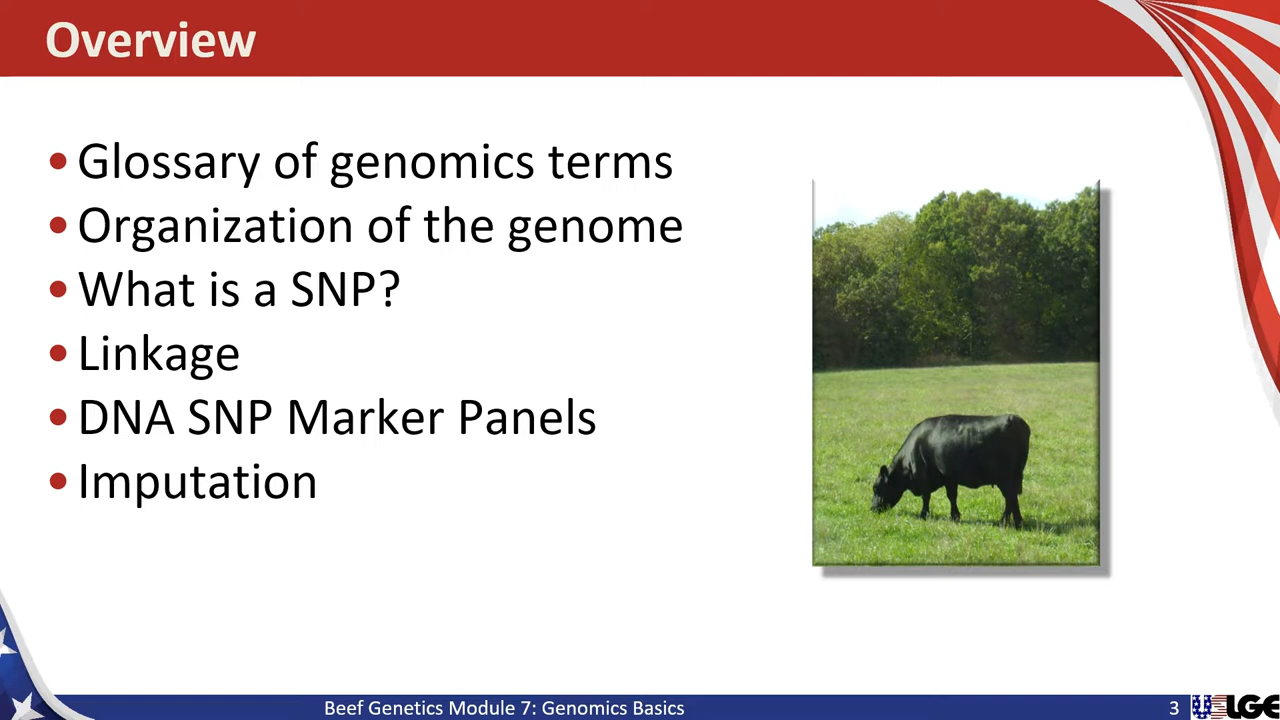 Overview
• Glossary of genomics terms
• Organization of the genome
• What is a SNP?
• Linkage
• DNA SNP Marker Panels
• Imputation
Beef Genetics Module 7: Genomics Basics
3
USLGE